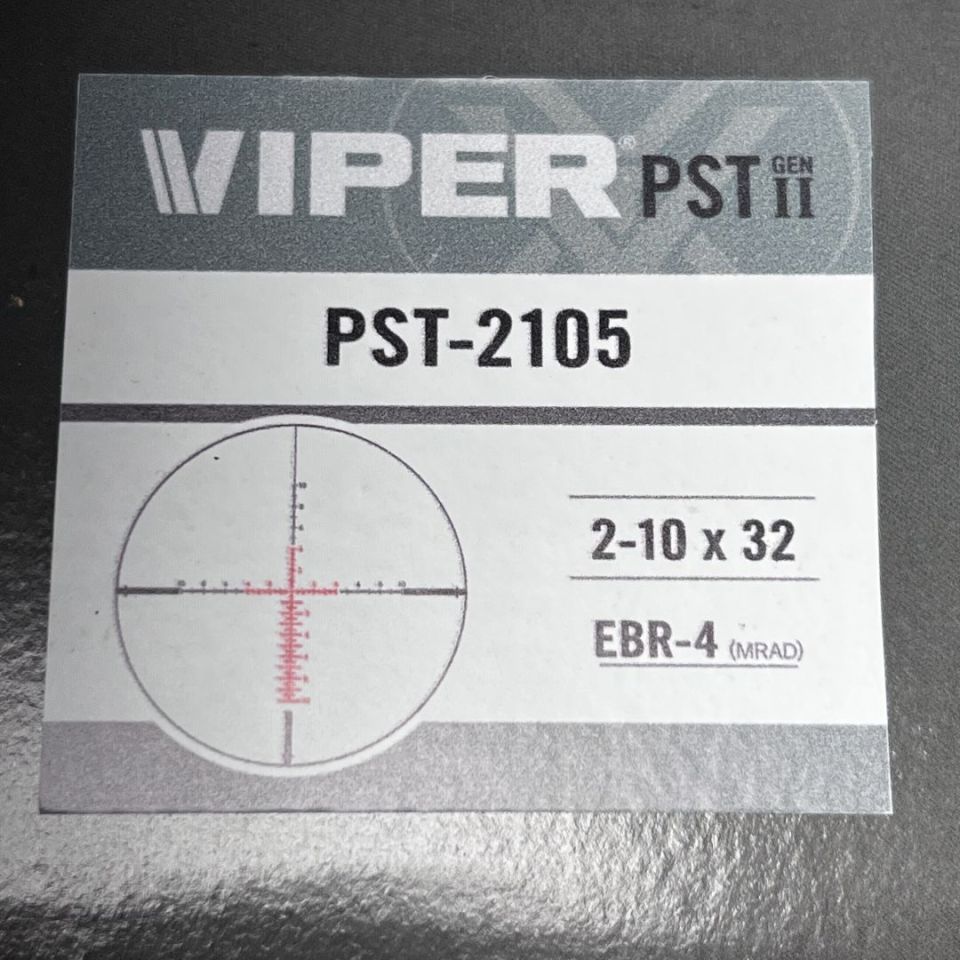 VIPER® PST GEN II
PST-2105
2-10 x 32
EBR-4 (MRAD)